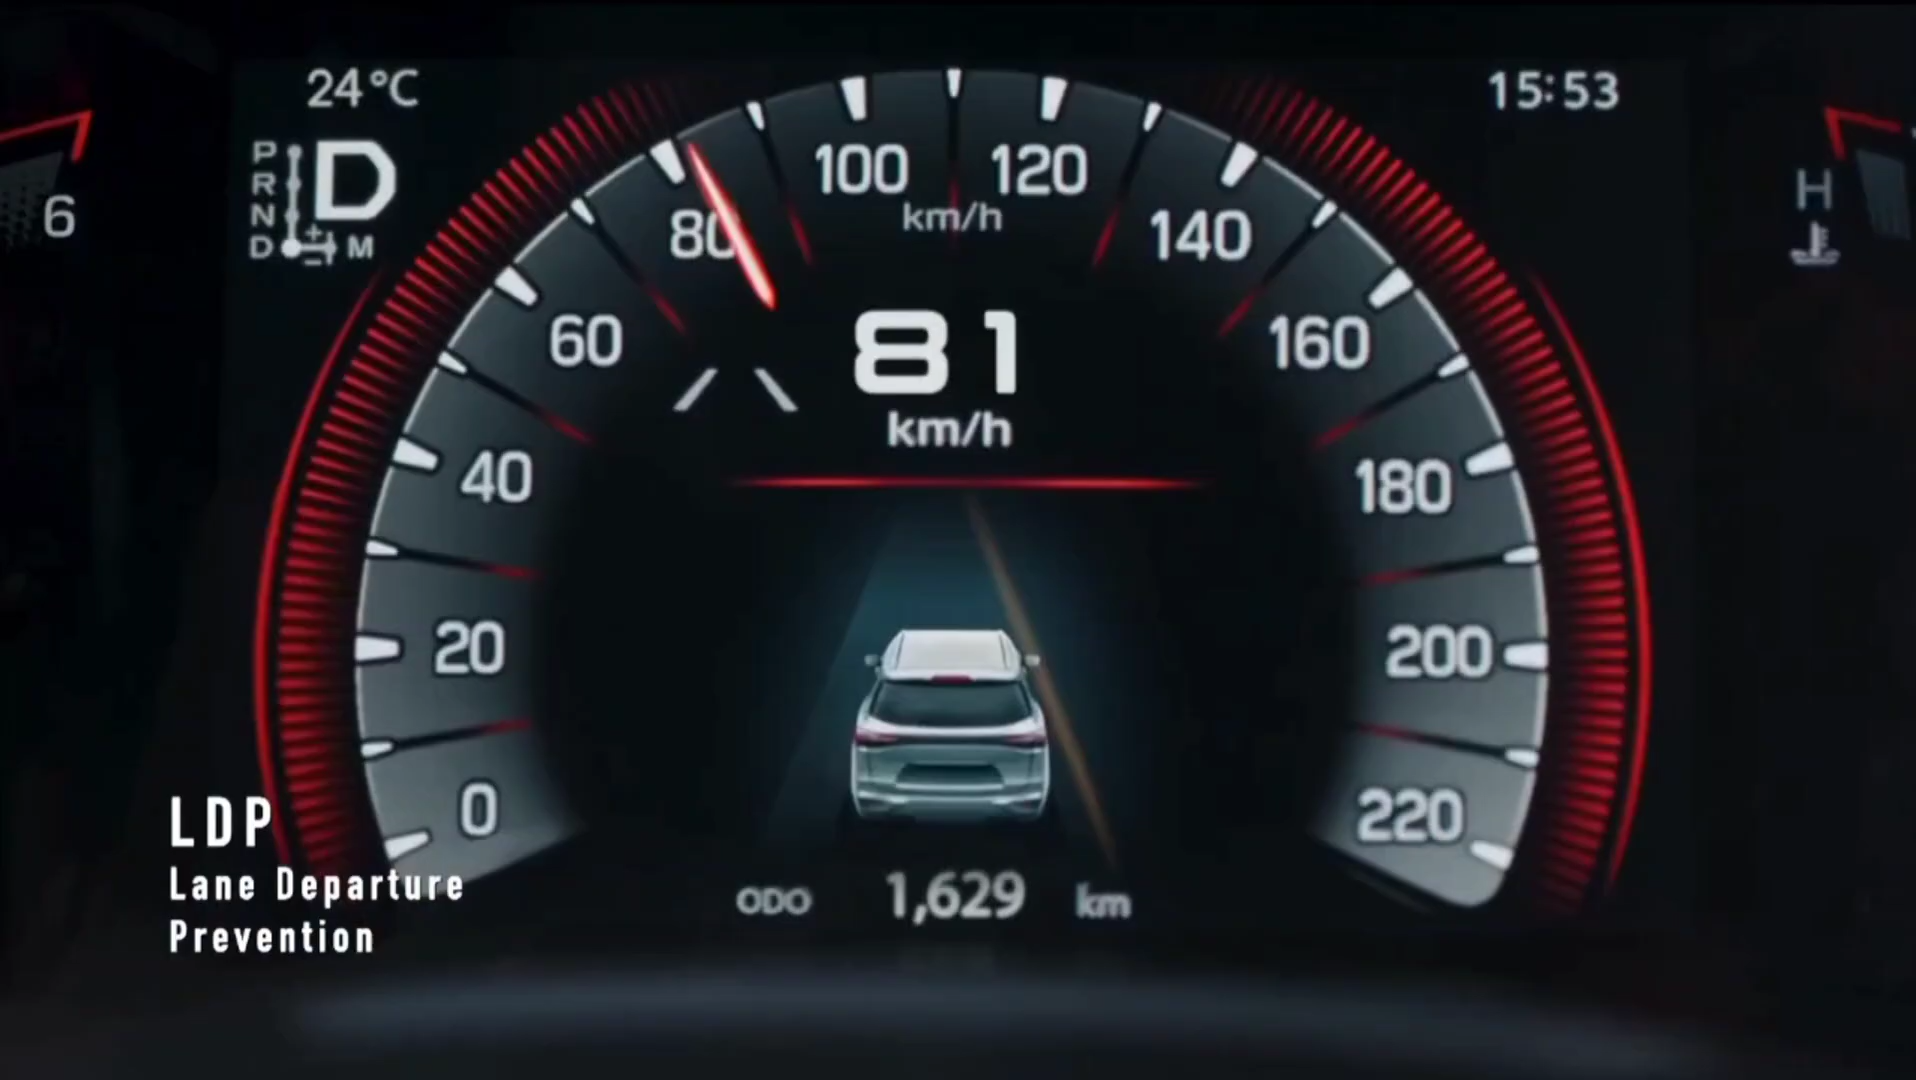 24°C
15:53
P
R
N
D
+
−
M
D
6
H
0
20
40
60
80
100
120
140
160
180
200
220
km/h
81
km/h
ODO 1,629 km
LDP
Lane Departure
Prevention